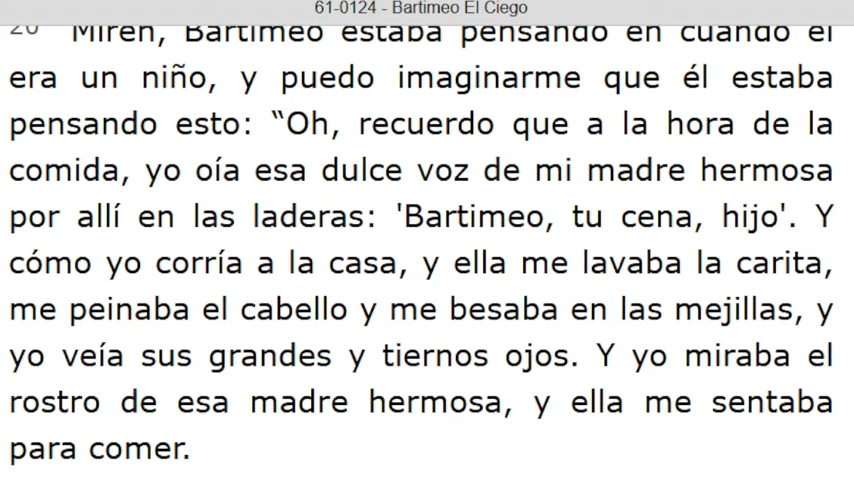 61-0124 - Bartimeo El Ciego
20 Miren, Bartimeo estaba pensando en cuando él
era un niño, y puedo imaginarme que él estaba
pensando esto: “Oh, recuerdo que a la hora de la
comida, yo oía esa dulce voz de mi madre hermosa
por allí en las laderas: 'Bartimeo, tu cena, hijo'. Y
cómo yo corría a la casa, y ella me lavaba la carita,
me peinaba el cabello y me besaba en las mejillas, y
yo veía sus grandes y tiernos ojos. Y yo miraba el
rostro de esa madre hermosa, y ella me sentaba
para comer.